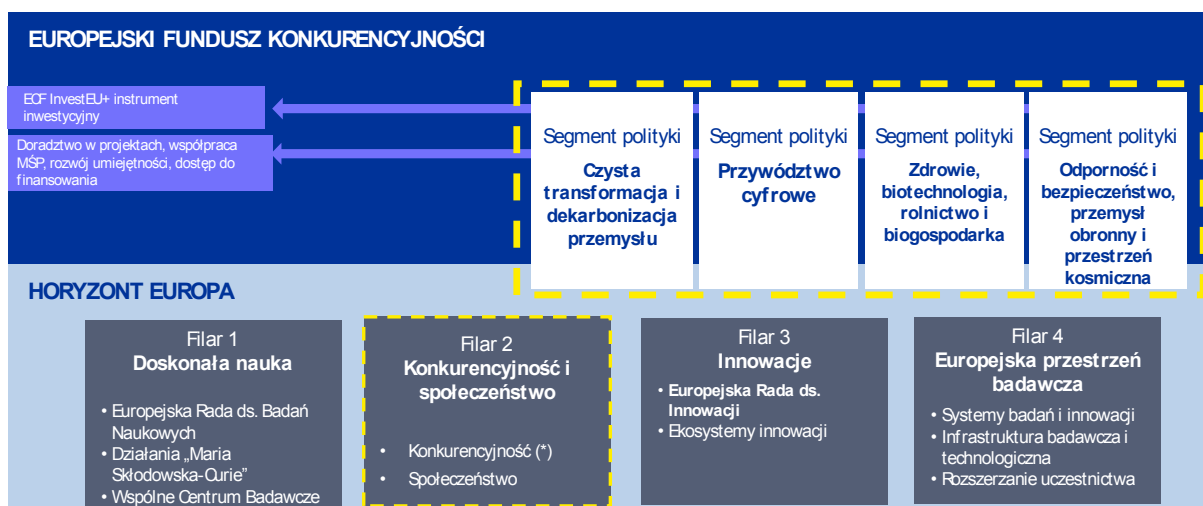 EUROPEJSKI FUNDUSZ KONKURENCYJNOŚCI
ECF InvestEU+ instrument
inwestycyjny
Doradztwo w projektach, współpraca
MŚP, rozwój umiejętności, dostęp do
finansowania
Segment polityki
Czysta
transformacja i
dekarbonizacja
przemysłu
Segment polityki
Przywództwo
cyfrowe
Segment polityki
Zdrowie,
biotechnologia,
rolnictwo i
biogospodarka
Segment polityki
Odporność i
bezpieczeństwo,
przemysł
obronny i
przestrzeń
kosmiczna
HORYZONT EUROPA
Filar 1
Doskonała nauka
• Europejska Rada ds. Badań
Naukowych
• Działania „Maria
Skłodowska-Curie”
• Wspólne Centrum Badawcze
Filar 2
Konkurencyjność i
społeczeństwo
• Konkurencyjność (*)
• Społeczeństwo
Filar 3
Innowacje
• Europejska Rada ds.
Innowacji
• Ekosystemy innowacji
Filar 4
Europejska przestrzeń
badawcza
• Systemy badań i innowacji
• Infrastruktura badawcza i
technologiczna
• Rozszerzanie uczestnictwa